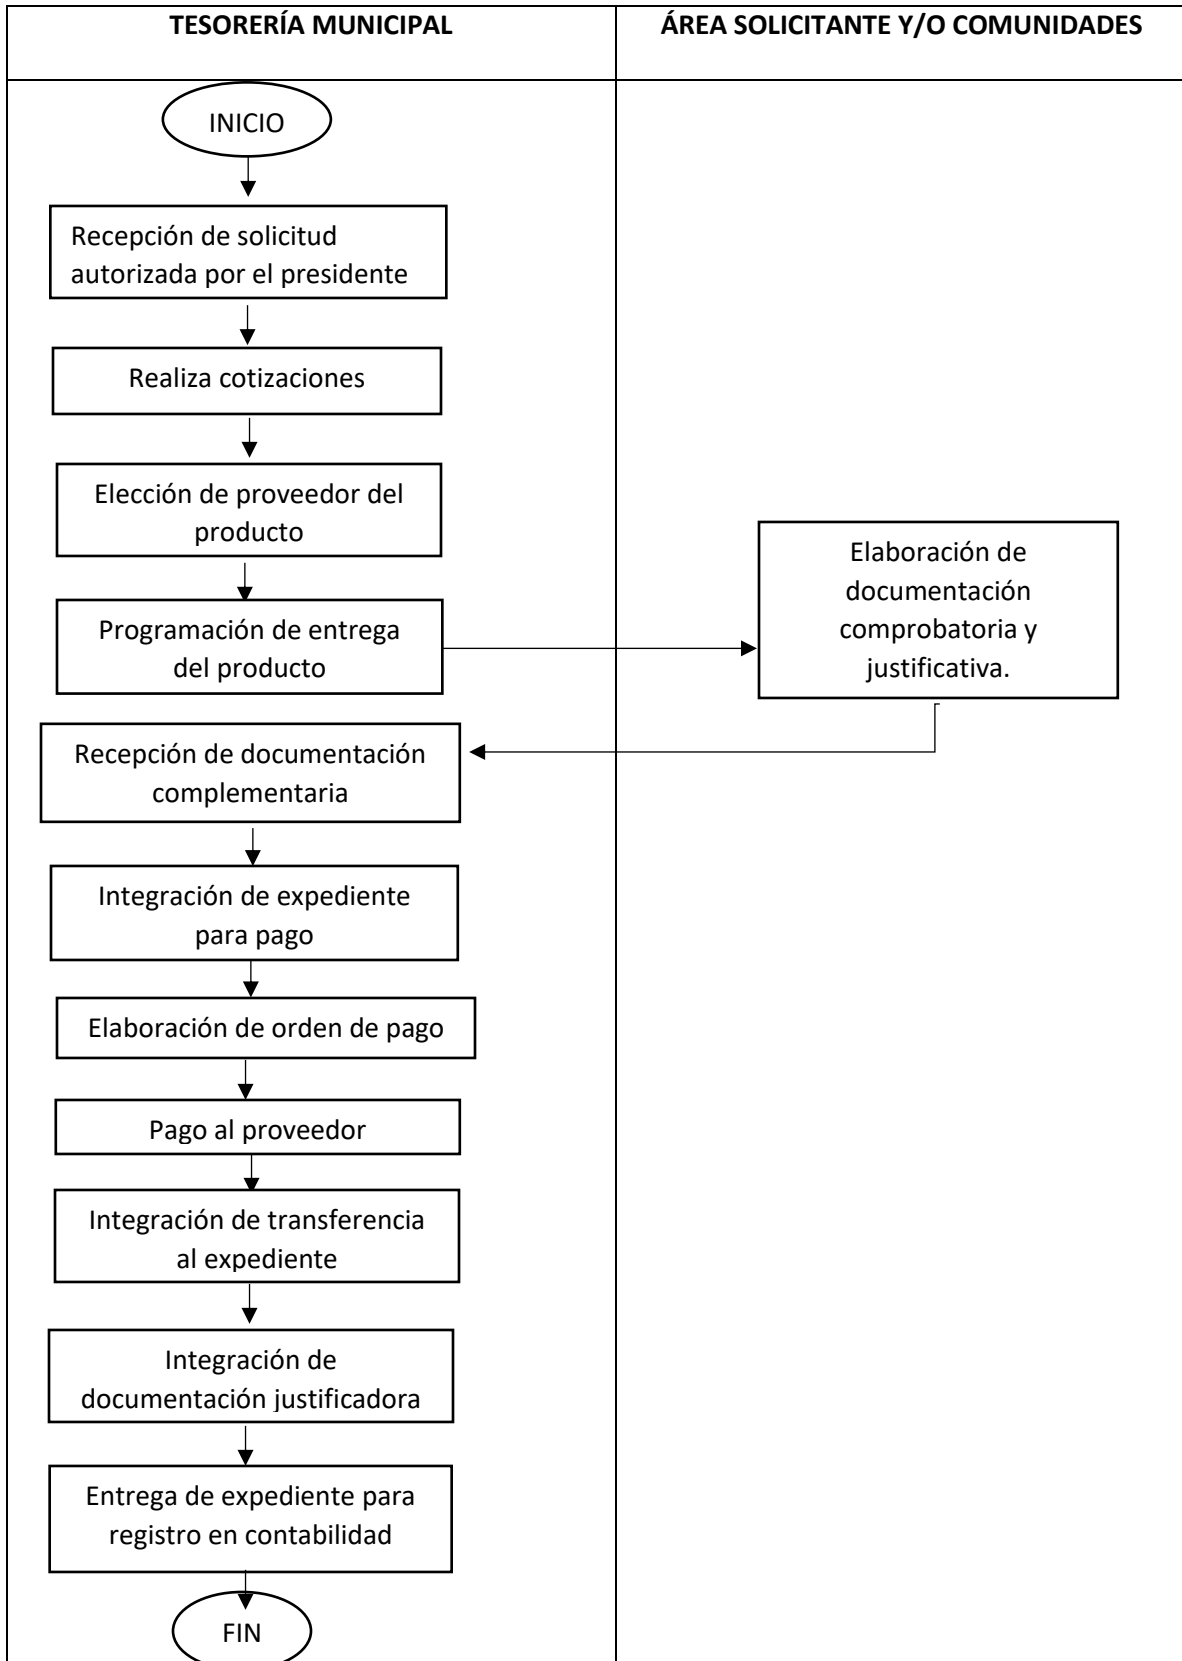 TESORERÍA MUNICIPAL
ÁREA SOLICITANTE Y/O COMUNIDADES
INICIO
Recepción de solicitud
autorizada por el presidente
Realiza cotizaciones
Elección de proveedor del
producto
Programación de entrega
del producto
Elaboración de
documentación
comprobatoria y
justificativa.
Recepción de documentación
complementaria
Integración de expediente
para pago
Elaboración de orden de pago
Pago al proveedor
Integración de transferencia
al expediente
Integración de
documentación justificadora
Entrega de expediente para
registro en contabilidad
FIN